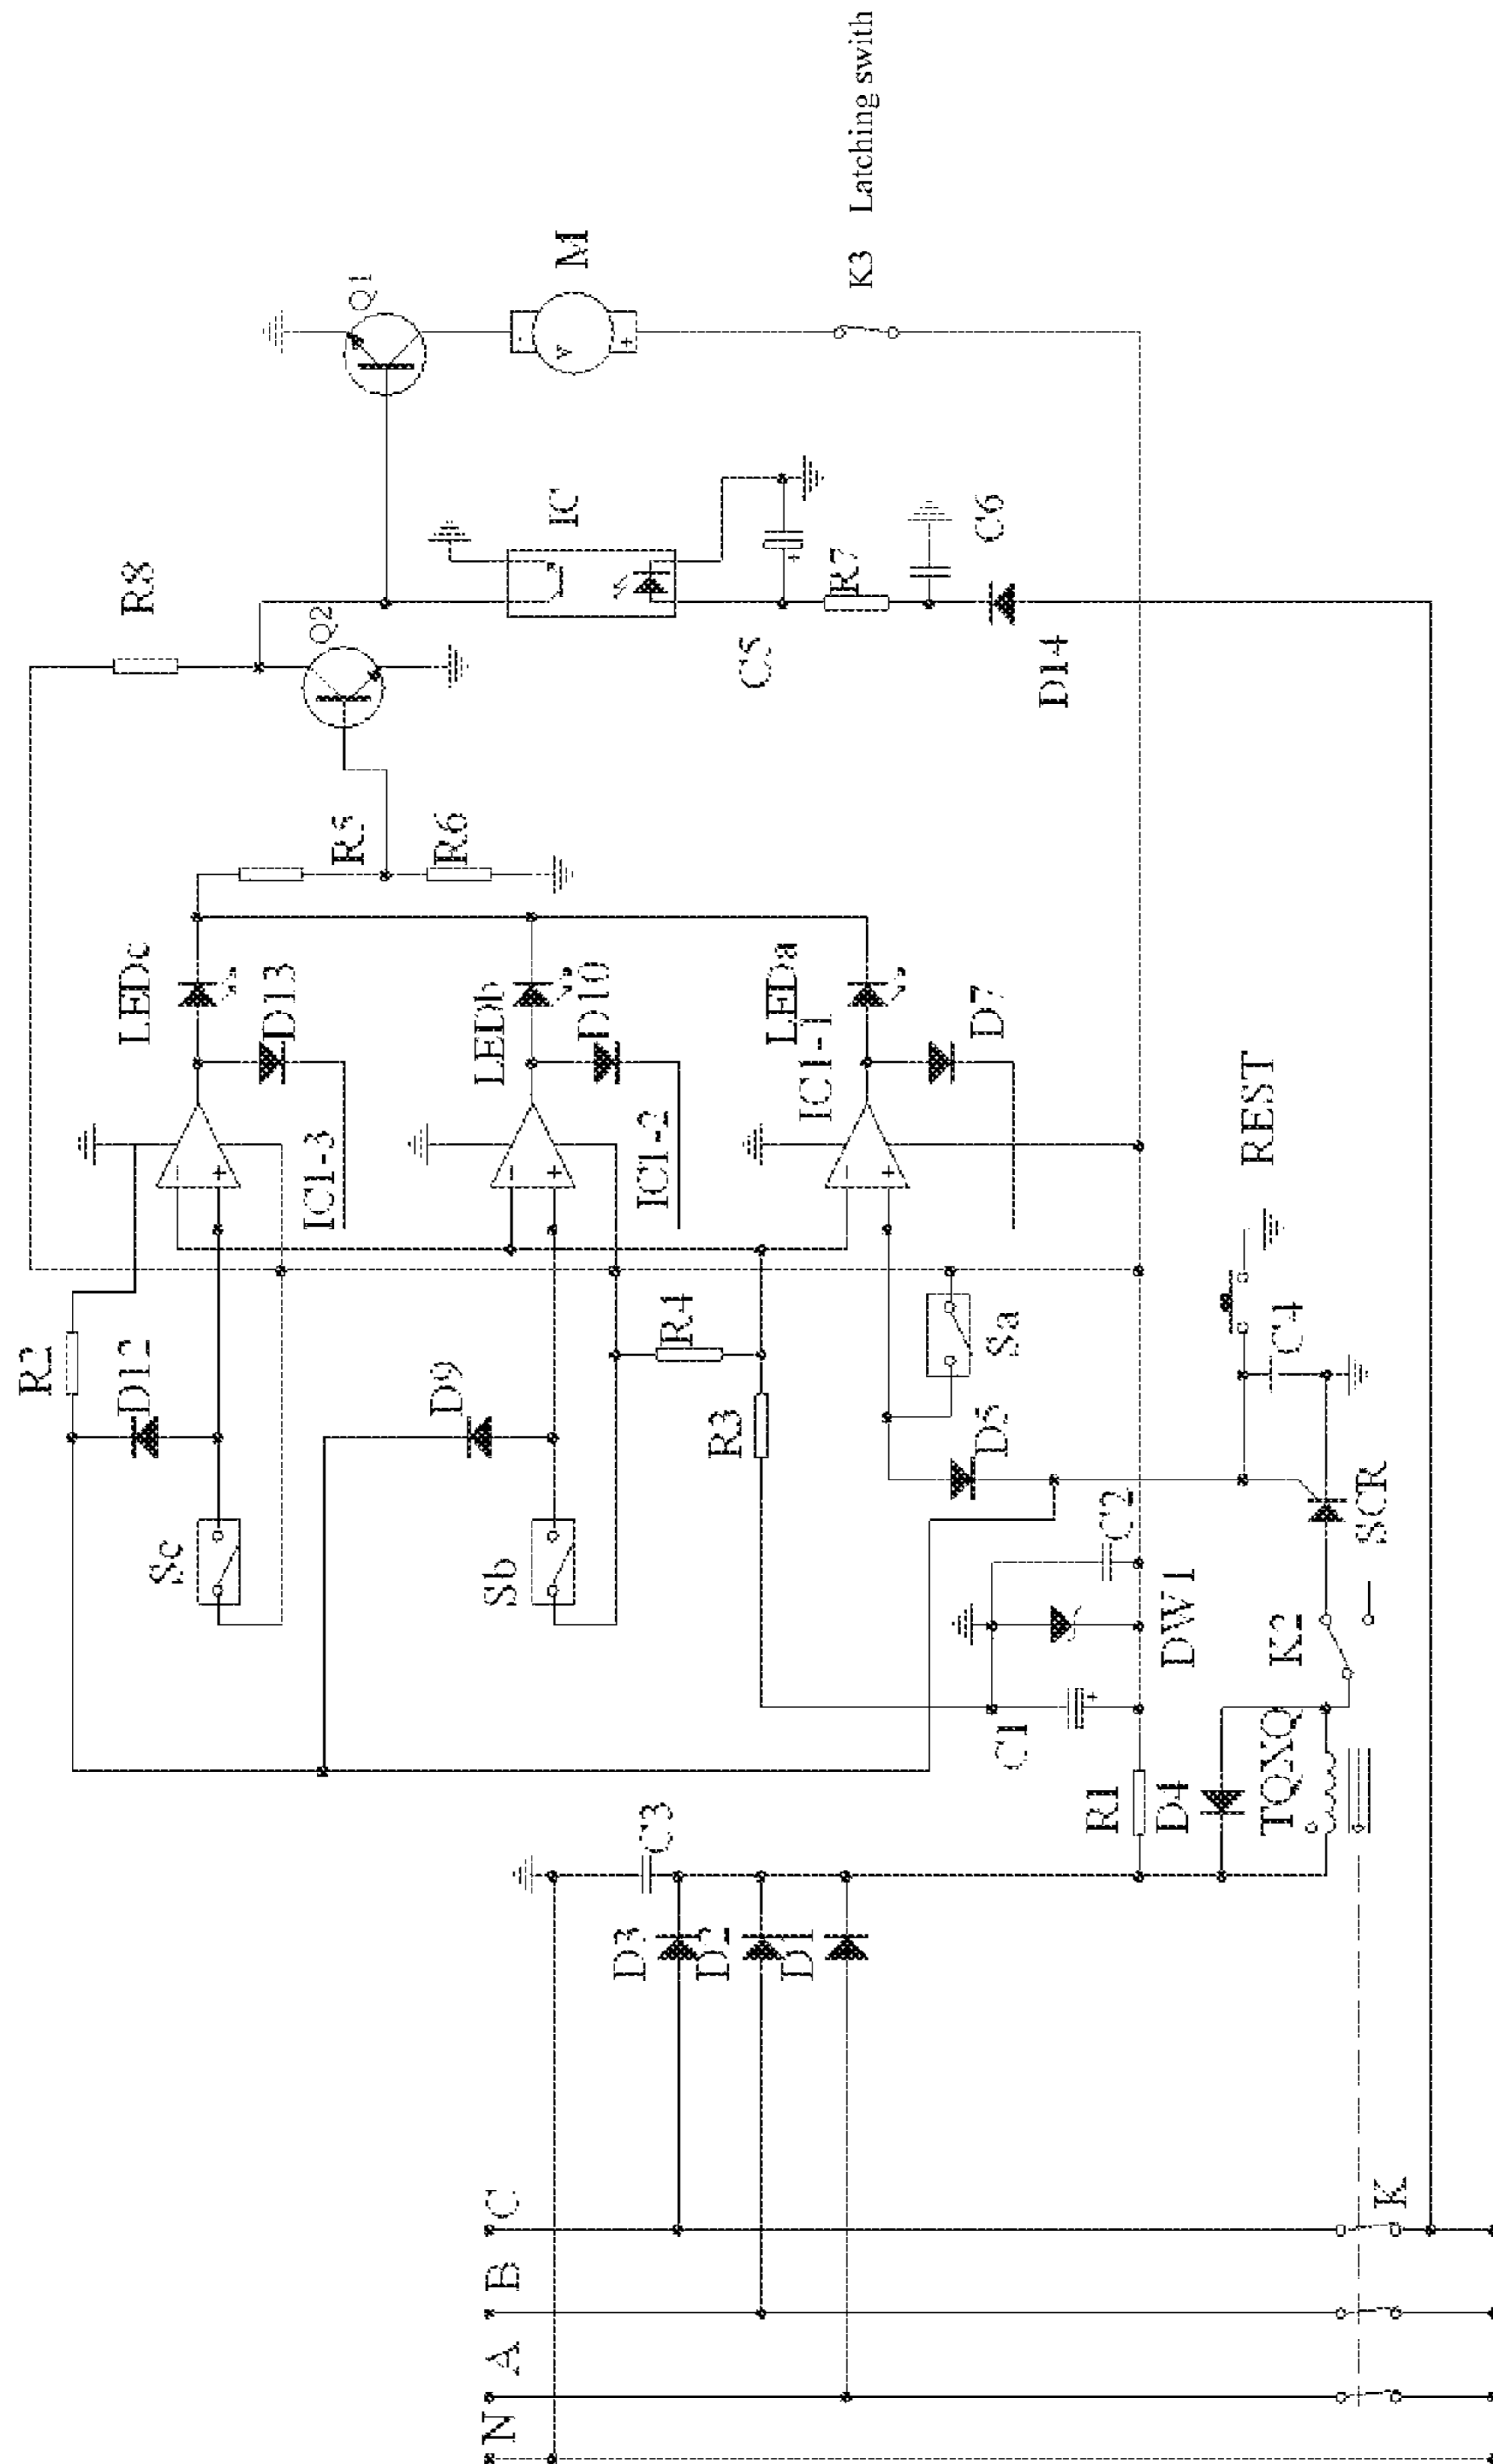 N
A
B
C
K
D3
D2
D1
C3
R1
D4
TQXQ
K2
SCR
C1
DW1
C2
D5
C4
REST
Sc
Sb
Sa
R2
D12
D9
R3
R4
IC1-3
IC1-2
IC1-1
LEDc
D13
LEDb
D10
LEDa
D7
R5
R6
R8
Q2
IC
C5
R7
C6
D14
Q1
M
V
K3 Latching swith
-
+
-
+
-
+
-
+
+
+